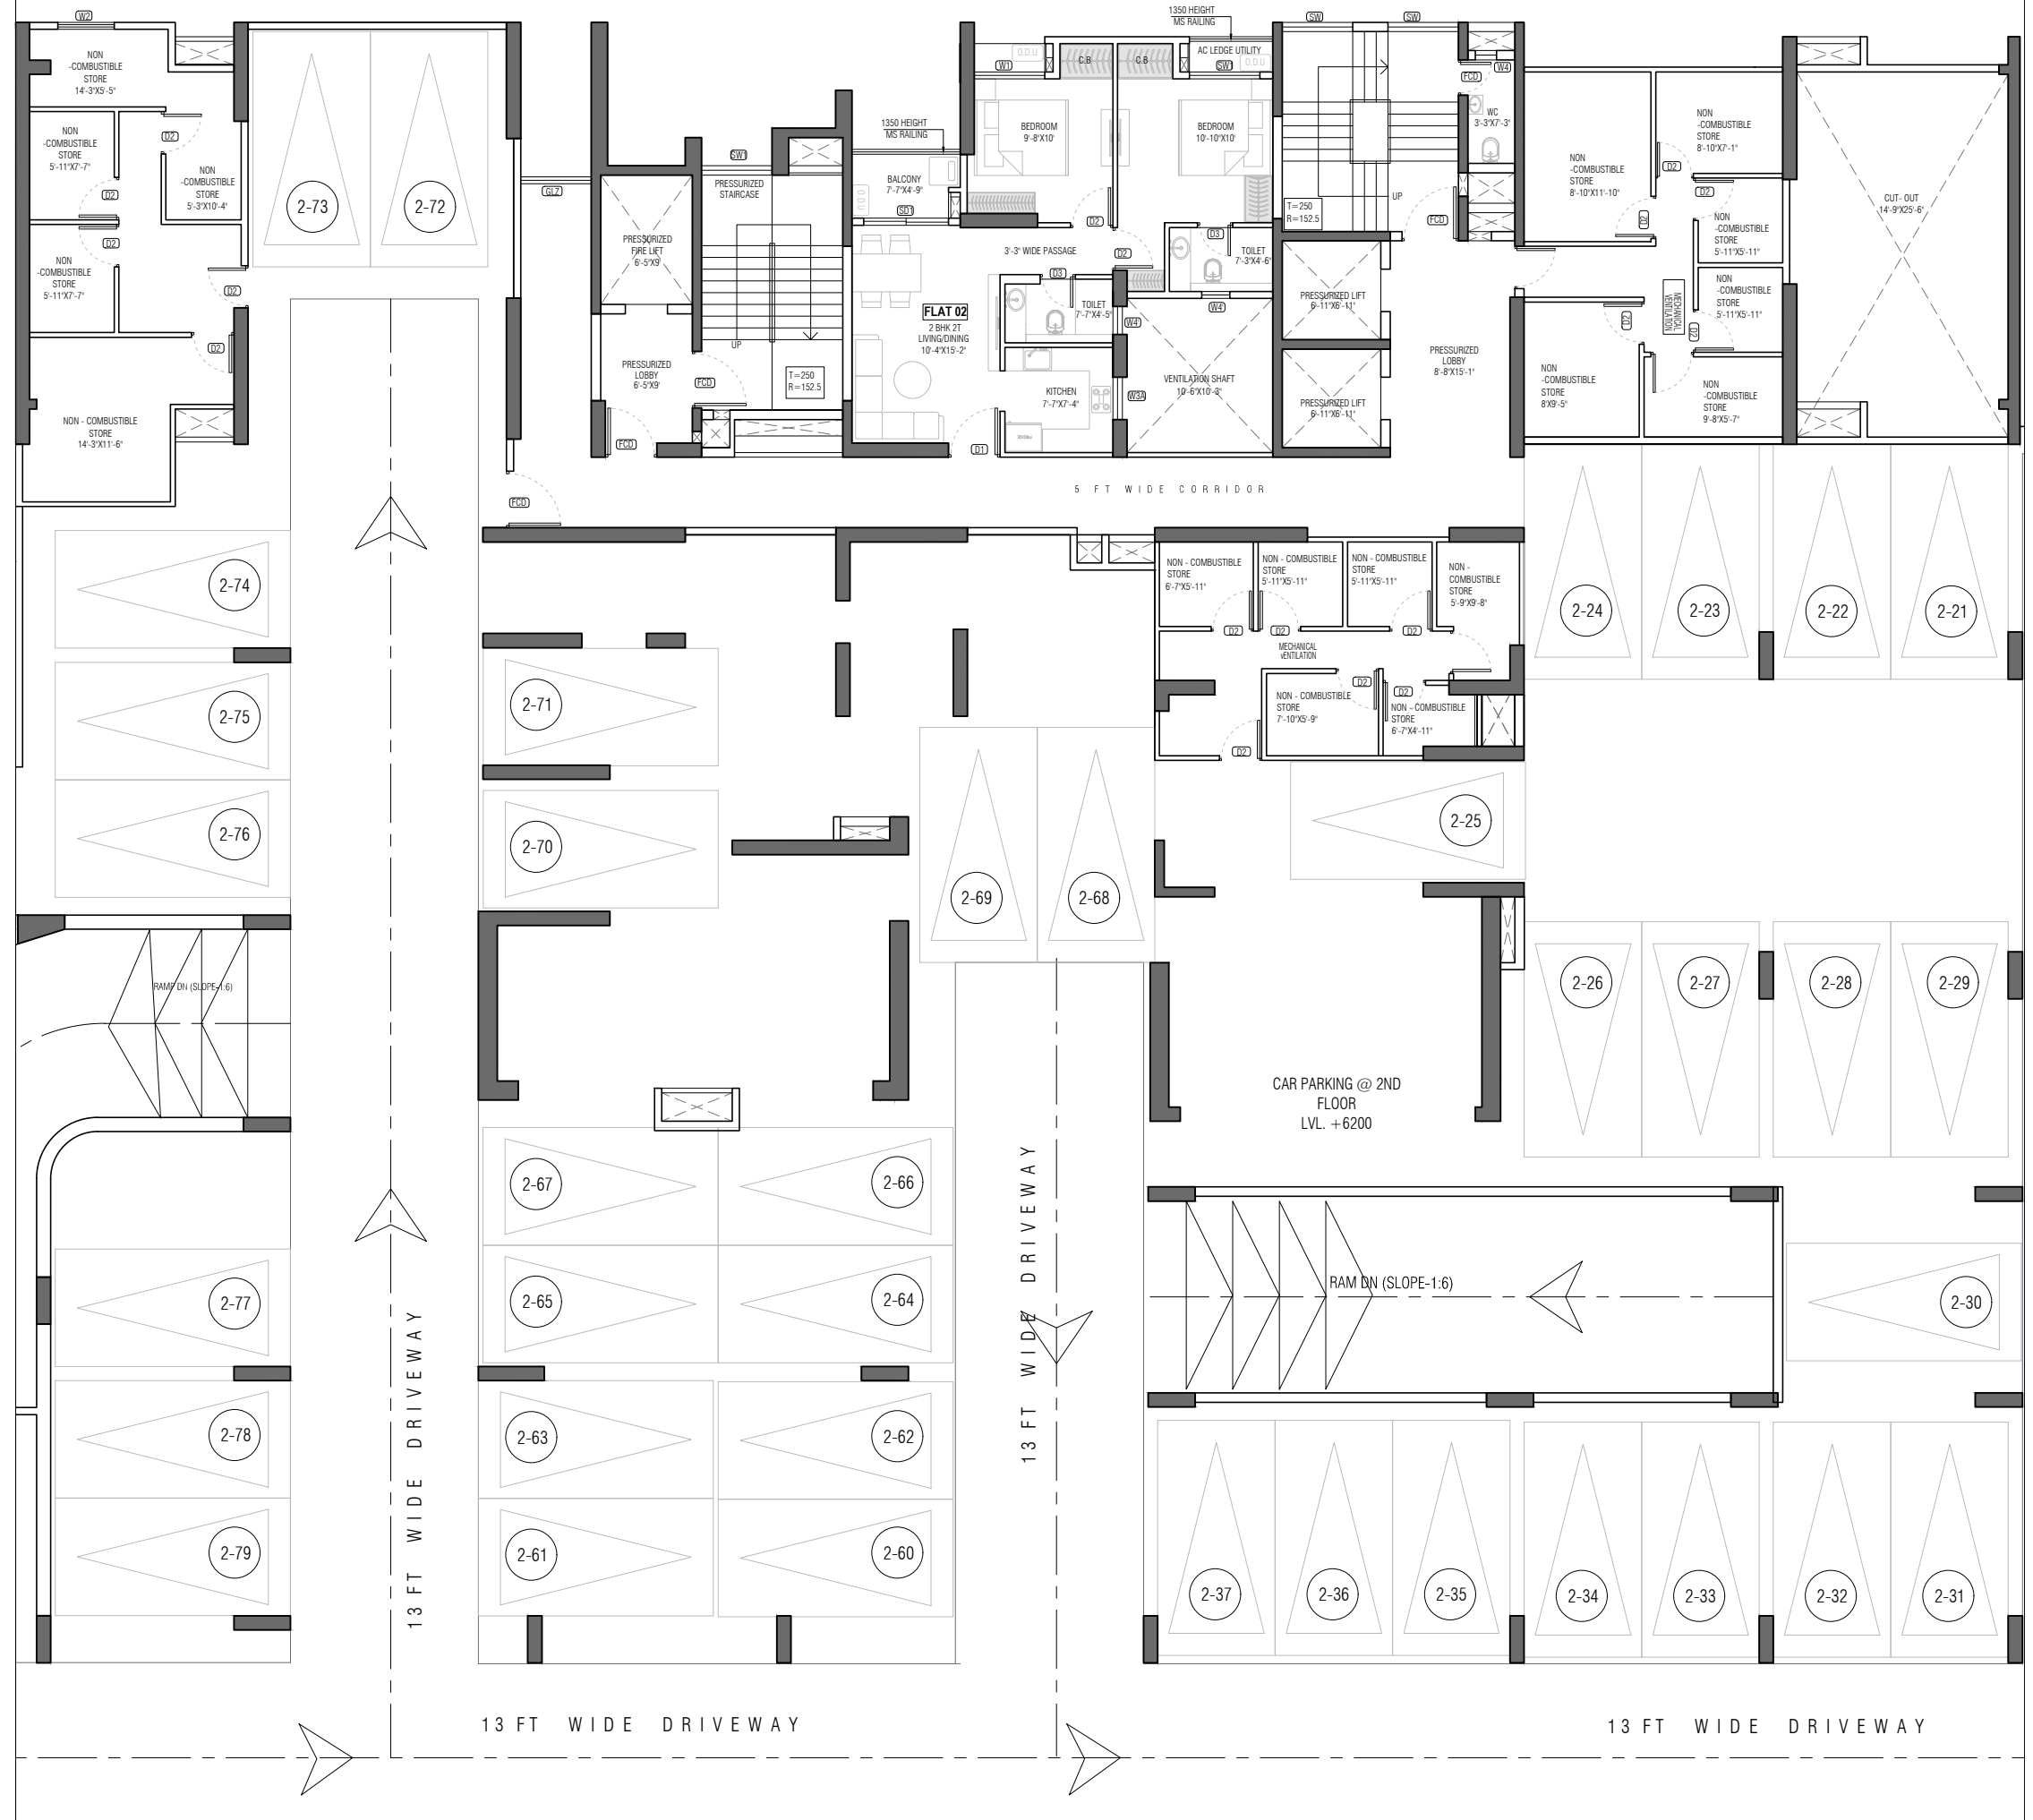 W2
NON
-COMBUSTIBLE
STORE
14'-3"X5'-5"
NON
-COMBUSTIBLE
STORE
5'-11"X7'-7"
D2
D2
NON
-COMBUSTIBLE
STORE
5'-3"X10'-4"
D2
NON
-COMBUSTIBLE
STORE
5'-11"X7'-7"
D2
D2
NON - COMBUSTIBLE
STORE
14'-3"X11'-6"
2-73
2-72
GLZ
PRESSURIZED
FIRE LIFT
6'-5"X9'
PRESSURIZED
LOBBY
6'-5"X9'
FCD
FCD
FCD
SW1
PRESSURIZED
STAIRCASE
UP
T=250
R=152.5
1350 HEIGHT
MS RAILING
BALCONY
7'-7"X4'-9"
O.D.U
SD1
FLAT 02
2 BHK 2T
LIVING/DINING
10'-4"X15'-2"
D1
W1
O.D.U
C.B
C.B
BEDROOM
9'-8"X10'
D2
3'-3" WIDE PASSAGE
D3
TOILET
7'-7"X4'-5"
W4
KITCHEN
7'-7"X7'-4"
FRIDGE
W3A
1350 HEIGHT
MS RAILING
AC LEDGE UTILITY
SW1
O.D.U
BEDROOM
10'-10"X10'
D2
D3
TOILET
7'-3"X4'-6"
W4
VENTILATION SHAFT
10'-6"X10'-3"
SW
SW
UP
T=250
R=152.5
PRESSURIZED LIFT
6'-11"X6'-11"
PRESSURIZED LIFT
6'-11"X6'-11"
FCD
W4
WC
3'-3"X7'-3"
FCD
PRESSURIZED
LOBBY
8'-8"X15'-1"
NON
-COMBUSTIBLE
STORE
8'-10"X11'-10"
NON
-COMBUSTIBLE
STORE
8'-10"X7'-1"
D2
D2
D2
NON
-COMBUSTIBLE
STORE
5'-11"X5'-11"
NON
-COMBUSTIBLE
STORE
5'-11"X5'-11"
MECHANICAL
VENTILATION
D2
D2
NON
-COMBUSTIBLE
STORE
8'X9'-5"
NON
-COMBUSTIBLE
STORE
9'-8"X5'-7"
CUT- OUT
14'-9"X25'-6"
5 FT WIDE CORRIDOR
NON - COMBUSTIBLE
STORE
6'-7"X5'-11"
NON - COMBUSTIBLE
STORE
5'-11"X5'-11"
NON - COMBUSTIBLE
STORE
5'-11"X5'-11"
NON -
COMBUSTIBLE
STORE
5'-9"X9'-8"
D2
D2
D2
MECHANICAL
VENTILATION
NON - COMBUSTIBLE
STORE
7'-10"X5'-9"
D2
D2
NON - COMBUSTIBLE
STORE
6'-7"X4'-11"
D2
2-24
2-23
2-22
2-21
2-74
2-75
2-76
2-71
2-70
2-69
2-68
2-25
2-26
2-27
2-28
2-29
RAMP DN (SLOPE-1:6)
CAR PARKING @ 2ND
FLOOR
LVL. +6200
2-67
2-66
2-65
2-64
2-77
RAM DN (SLOPE-1:6)
2-30
2-78
2-63
2-62
2-79
2-61
2-60
13 FT WIDE DRIVEWAY
13 FT WIDE DRIVEWAY
2-37
2-36
2-35
2-34
2-33
2-32
2-31
13 FT WIDE DRIVEWAY
13 FT WIDE DRIVEWAY